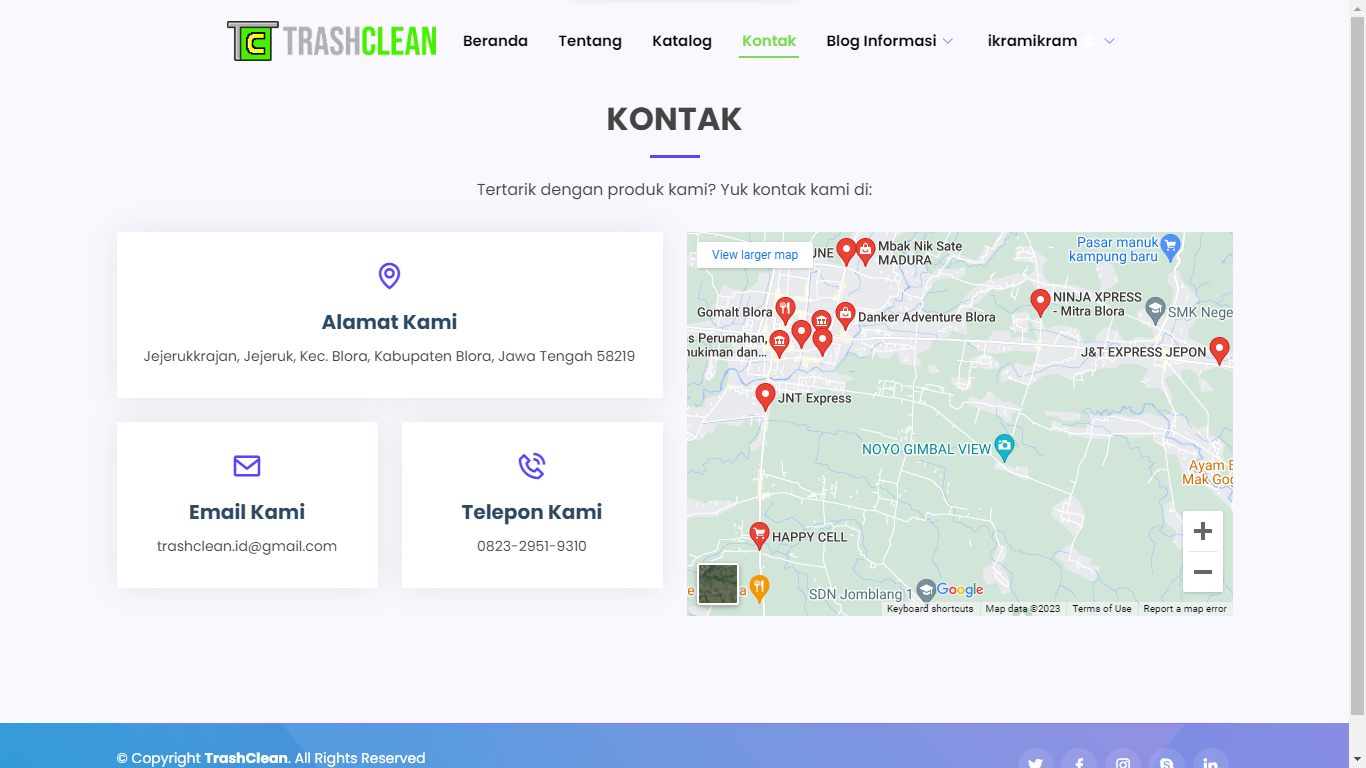 TRASHCLEAN
Beranda
Tentang
Katalog
Kontak
Blog Informasi
ikramikram
KONTAK
Tertarik dengan produk kami? Yuk kontak kami di:
Alamat Kami
Jejerukkrajan, Jejeruk, Kec. Blora, Kabupaten Blora, Jawa Tengah 58219
Email Kami
trashclean.id@gmail.com
Telepon Kami
0823-2951-9310
View larger map
UNE
Mbak Nik Sate
MADURA
Pasar manuk
kampung baru
Gomalt Blora
Danker Adventure Blora
NINJA XPRESS
- Mitra Blora
SMK Nege
s Perumahan,
nukiman dan...
J&T EXPRESS JEPON
JNT Express
NOYO GIMBAL VIEW
Ayam B
Mak Gog
HAPPY CELL
SDN Jomblang 1
Google
Keyboard shortcuts
Map data ©2023
Terms of Use
Report a map error
© Copyright TrashClean. All Rights Reserved